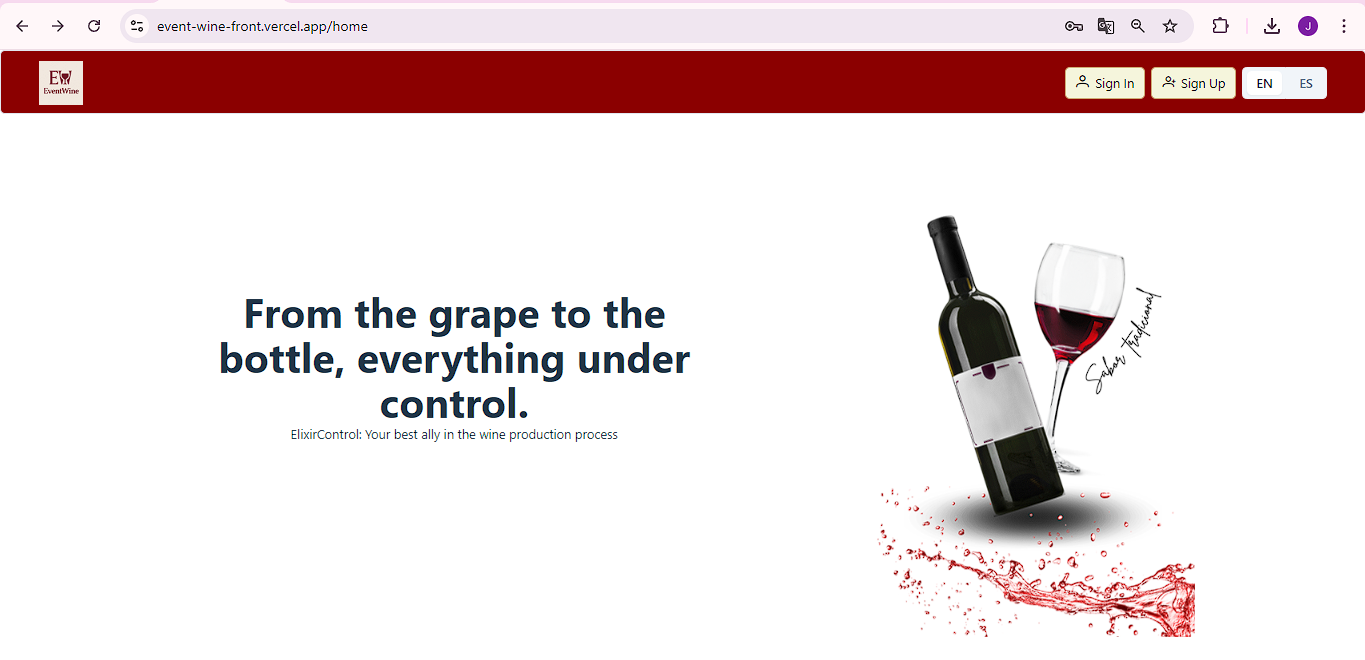 event-wine-front.vercel.app/home
J
EW
EventWine
Sign In
Sign Up
EN
ES
From the grape to the
bottle, everything under
control.
ElixirControl: Your best ally in the wine production process
Sabor tradicional